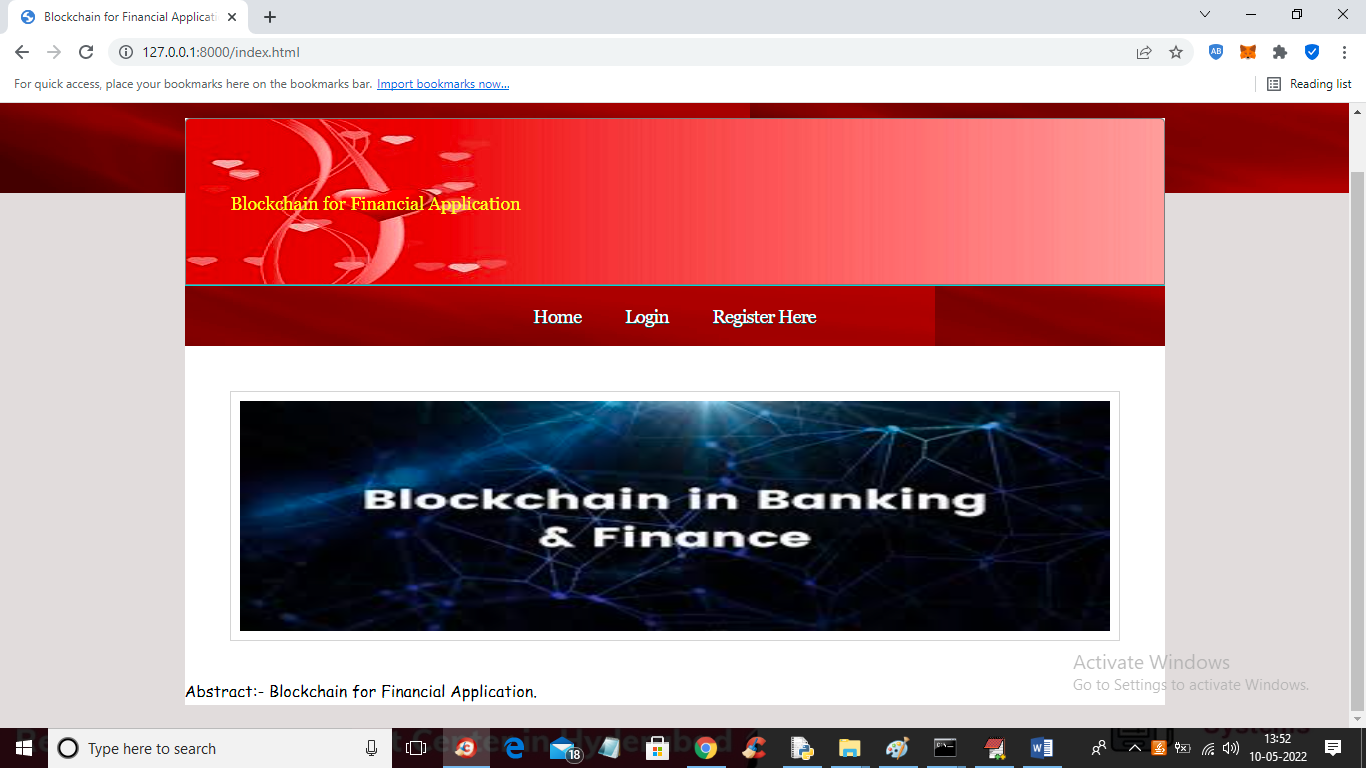 Blockchain for Financial Applicati
127.0.0.1:8000/index.html
AB
For quick access, place your bookmarks here on the bookmarks bar. Import bookmarks now...
Reading list
Blockchain for Financial Application
Home Login Register Here
Blockchain in Banking
& Finance
Abstract:- Blockchain for Financial Application.
Activate Windows
Go to Settings to activate Windows.
Type here to search
18
13:52
10-05-2022